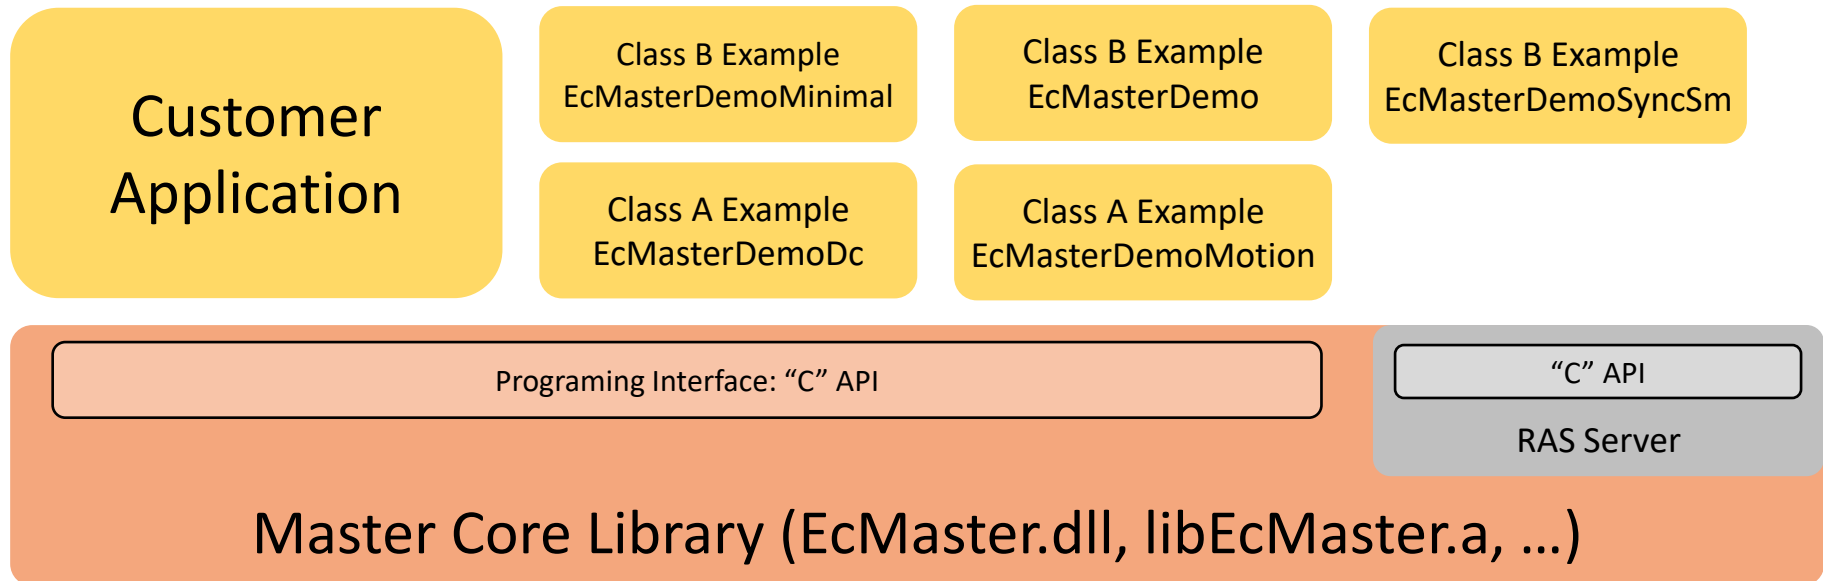 Customer
Application
Class B Example
EcMasterDemoMinimal
Class B Example
EcMasterDemo
Class B Example
EcMasterDemoSyncSm
Class A Example
EcMasterDemoDc
Class A Example
EcMasterDemoMotion
Programing Interface: “C” API
“C” API
RAS Server
Master Core Library (EcMaster.dll, libEcMaster.a, …)